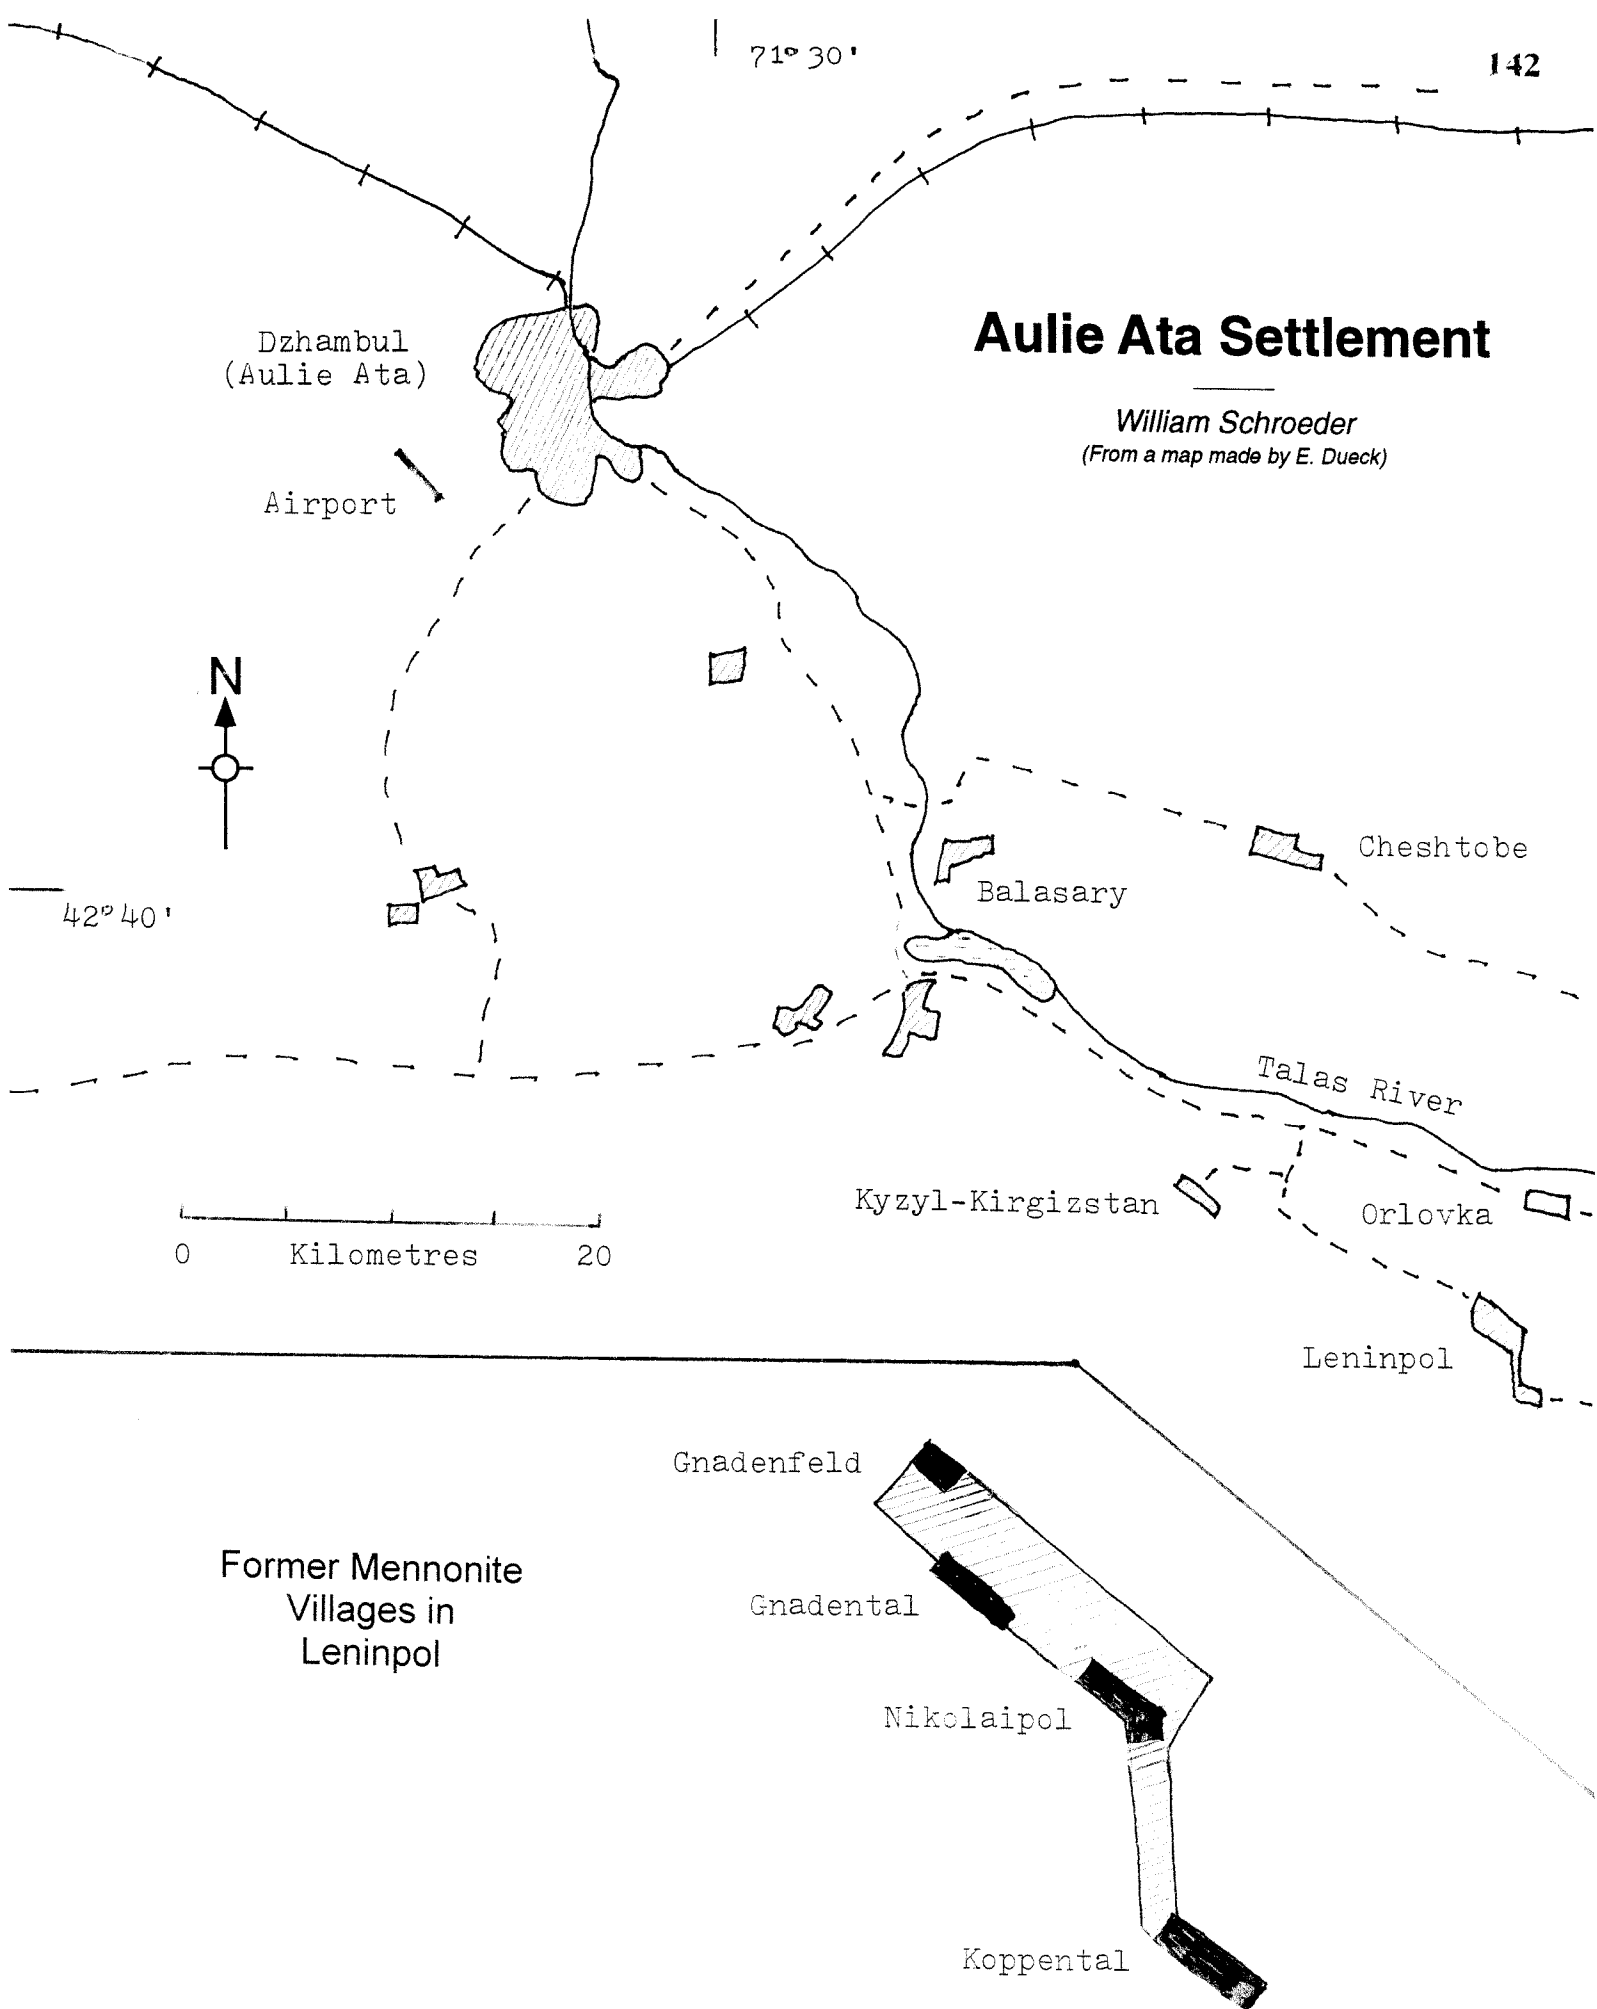 71° 30'
142
Aulie Ata Settlement
William Schroeder
(From a map made by E. Dueck)
Dzhambul
(Aulie Ata)
Airport
N
Cheshtobe
Balasary
42° 40'
Talas River
Kyzyl-Kirgizstan
Orlovka
0 Kilometres 20
Leninpol
Gnadenfeld
Former Mennonite
Villages in
Leninpol
Gnadental
Nikolaipol
Koppental